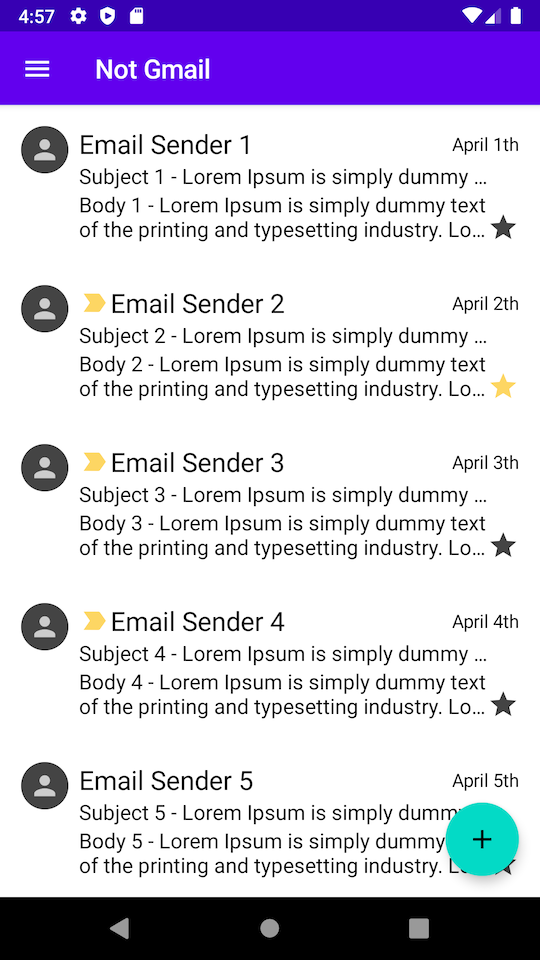 4:57
Not Gmail
Email Sender 1 April 1th
Subject 1 - Lorem Ipsum is simply dummy ...
Body 1 - Lorem Ipsum is simply dummy text
of the printing and typesetting industry. Lo...
Email Sender 2 April 2th
Subject 2 - Lorem Ipsum is simply dummy ...
Body 2 - Lorem Ipsum is simply dummy text
of the printing and typesetting industry. Lo...
Email Sender 3 April 3th
Subject 3 - Lorem Ipsum is simply dummy ...
Body 3 - Lorem Ipsum is simply dummy text
of the printing and typesetting industry. Lo...
Email Sender 4 April 4th
Subject 4 - Lorem Ipsum is simply dummy ...
Body 4 - Lorem Ipsum is simply dummy text
of the printing and typesetting industry. Lo...
Email Sender 5 April 5th
Subject 5 - Lorem Ipsum is simply dummy
Body 5 - Lorem Ipsum is simply dummy
of the printing and typesetting industry.